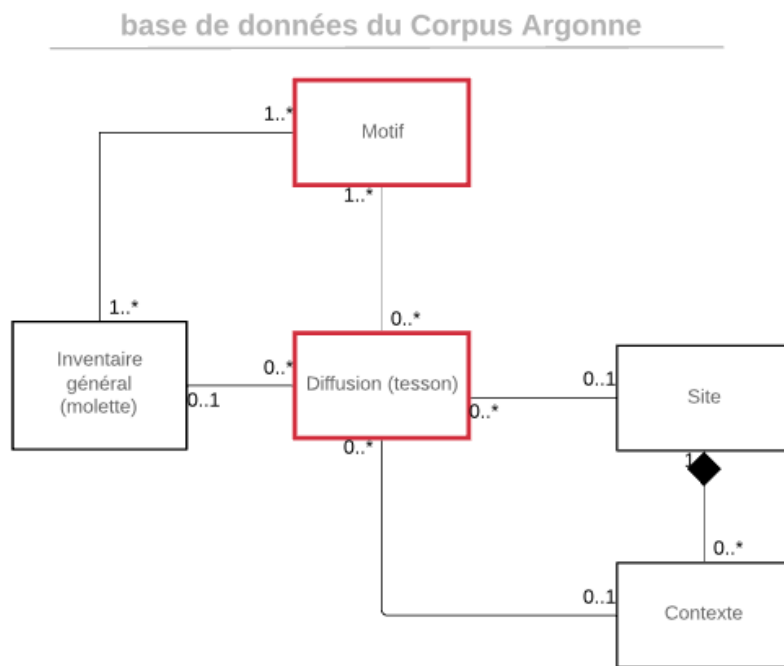 base de données du Corpus Argonne
1..*
Motif
1..*
1..*
0..*
Inventaire
général
(molette)
0..*
0..1
Diffusion (tesson)
0..1
0..*
Site
0..*
1
0..*
0..1
Contexte